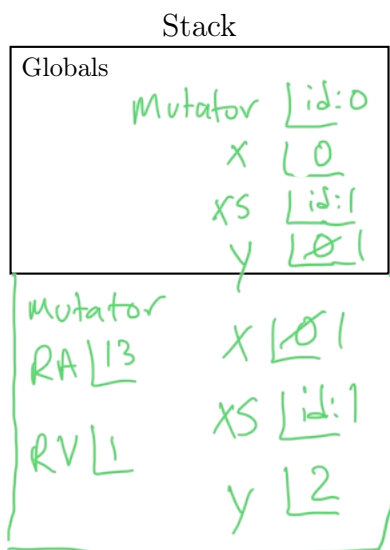 Stack
Globals
Mutator id:0
x 0
xs id:1
y 0 1
Mutator
RA 13
RV 1
x 0 1
xs id:1
y 2